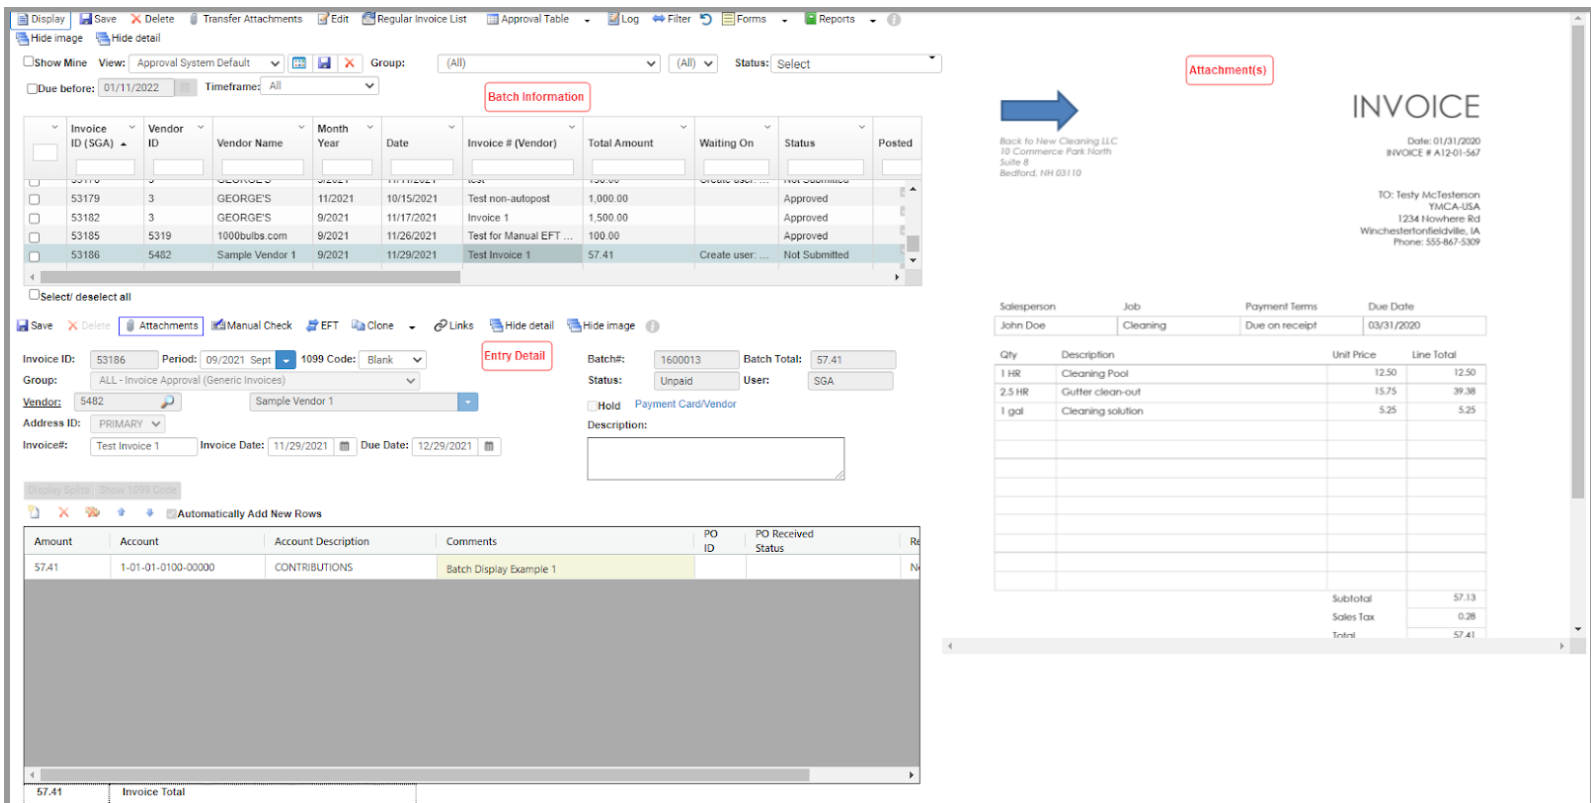 Display Save Delete Transfer Attachments Edit Regular Invoice List Approval Table Log Filter Forms Reports
Hide image Hide detail
Show Mine View: Approval System Default Group: (All) (All) Status: Select
Due before: 01/11/2022 Timeframe: All
Batch Information
Invoice ID (SGA) Vendor ID Vendor Name Month Year Date Invoice # (Vendor) Total Amount Waiting On Status Posted
53179 3 GEORGE'S 11/2021 10/15/2021 Test non-autopost 1,000.00 Approved
53182 3 GEORGE'S 9/2021 11/17/2021 Invoice 1 1,500.00 Approved
53185 5319 1000bulbs.com 9/2021 11/26/2021 Test for Manual EFT ... 100.00 Approved
53186 5482 Sample Vendor 1 9/2021 11/29/2021 Test Invoice 1 57.41 Create user: ... Not Submitted
Select/ deselect all
Save Delete Attachments Manual Check EFT Clone Links Hide detail Hide image
Entry Detail
Invoice ID: 53186 Period: 09/2021 Sept 1099 Code: Blank Batch#: 1600013 Batch Total: 57.41
Group: ALL - Invoice Approval (Generic Invoices) Status: Unpaid User: SGA
Vendor: 5482 Sample Vendor 1 Hold Payment Card/Vendor
Address ID: PRIMARY Description:
Invoice#: Test Invoice 1 Invoice Date: 11/29/2021 Due Date: 12/29/2021
Display Splits Show 1099 Code
Automatically Add New Rows
Amount Account Account Description Comments PO ID PO Received Status Re
57.41 1-01-01-0100-00000 CONTRIBUTIONS Batch Display Example 1
57.41 Invoice Total
Attachment(s)
INVOICE
Back to New Cleaning LLC
10 Commerce Park North
Suite 8
Bedford, NH 03110
Date: 01/31/2020
INVOICE # A12-01-567
TO: Testy McTesterson
YMCA-USA
1234 Nowhere Rd
Winchestertonfieldville, IA
Phone: 555-867-5309
Salesperson Job Payment Terms Due Date
John Doe Cleaning Due on receipt 03/31/2020
Qty Description Unit Price Line Total
1 HR Cleaning Pool 12.50 12.50
2.5 HR Gutter clean-out 15.75 39.38
1 gal Cleaning solution 5.25 5.25
Subtotal 57.13
Sales Tax 0.28
Total 57.41